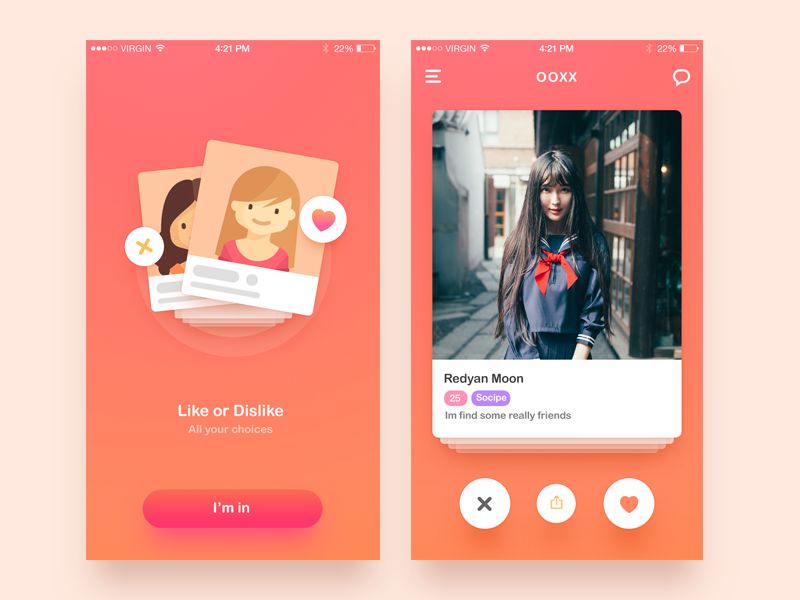 VIRGIN 4:21 PM 22%
Like or Dislike
All your choices
I'm in
VIRGIN 4:21 PM 22%
OOXX
Redyan Moon
25 Socipe
Im find some really friends